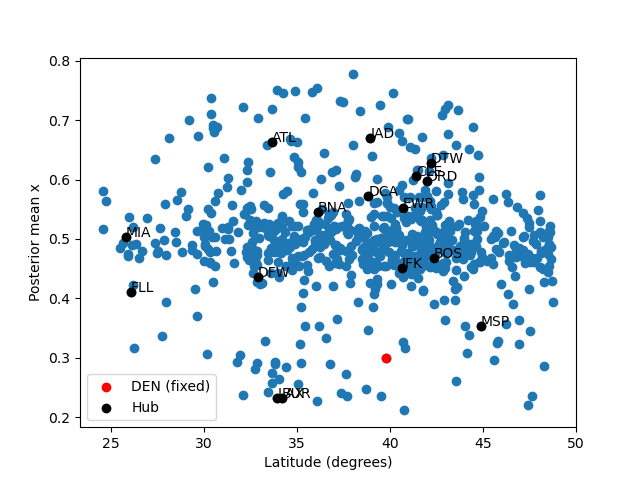 0.8
0.7
0.6
0.5
0.4
0.3
0.2
Posterior mean x
ATL
IAD
DTW
ORD
DCA
EWR
BNA
MIA
BOS
JFK
DFW
FLL
MSP
BUR
DEN (fixed)
Hub
25 30 35 40 45 50
Latitude (degrees)